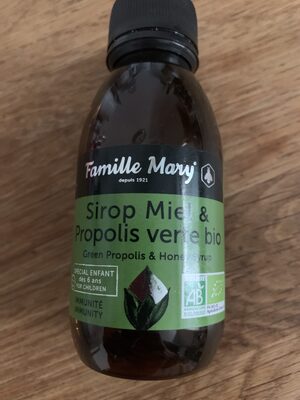 Famille Mary
depuis 1921
Sirop Miel &
Propolis verte bio
Green Propolis & Honey Syrup
SPÉCIAL ENFANT
dès 6 ans
FOR CHILDREN
IMMUNITÉ
IMMUNITY
AB